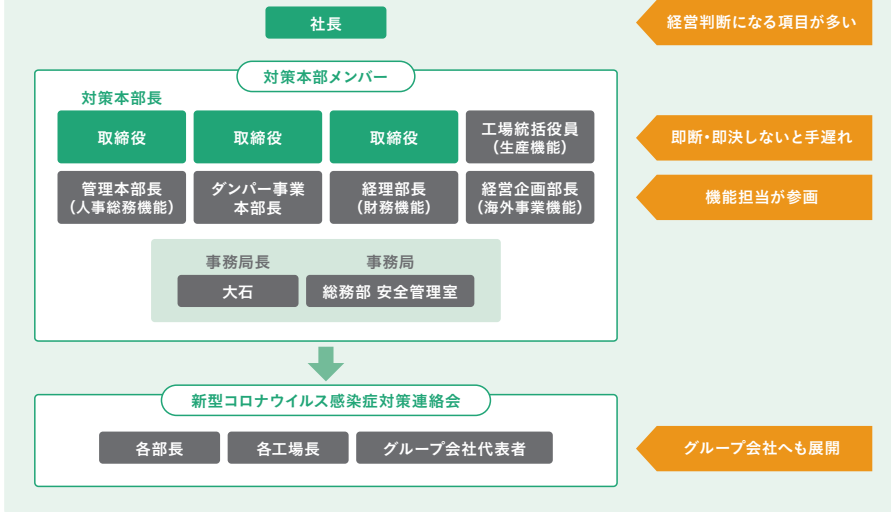 社長
経営判断になる項目が多い
対策本部メンバー
対策本部長
取締役
取締役
取締役
工場統括役員
(生産機能)
即断・即決しないと手遅れ
管理本部長
(人事総務機能)
ダンパー事業
本部長
経理部長
(財務機能)
経営企画部長
(海外事業機能)
機能担当が参画
事務局長
事務局
大石
総務部 安全管理室
新型コロナウイルス感染症対策連絡会
各部長
各工場長
グループ会社代表者
グループ会社へも展開